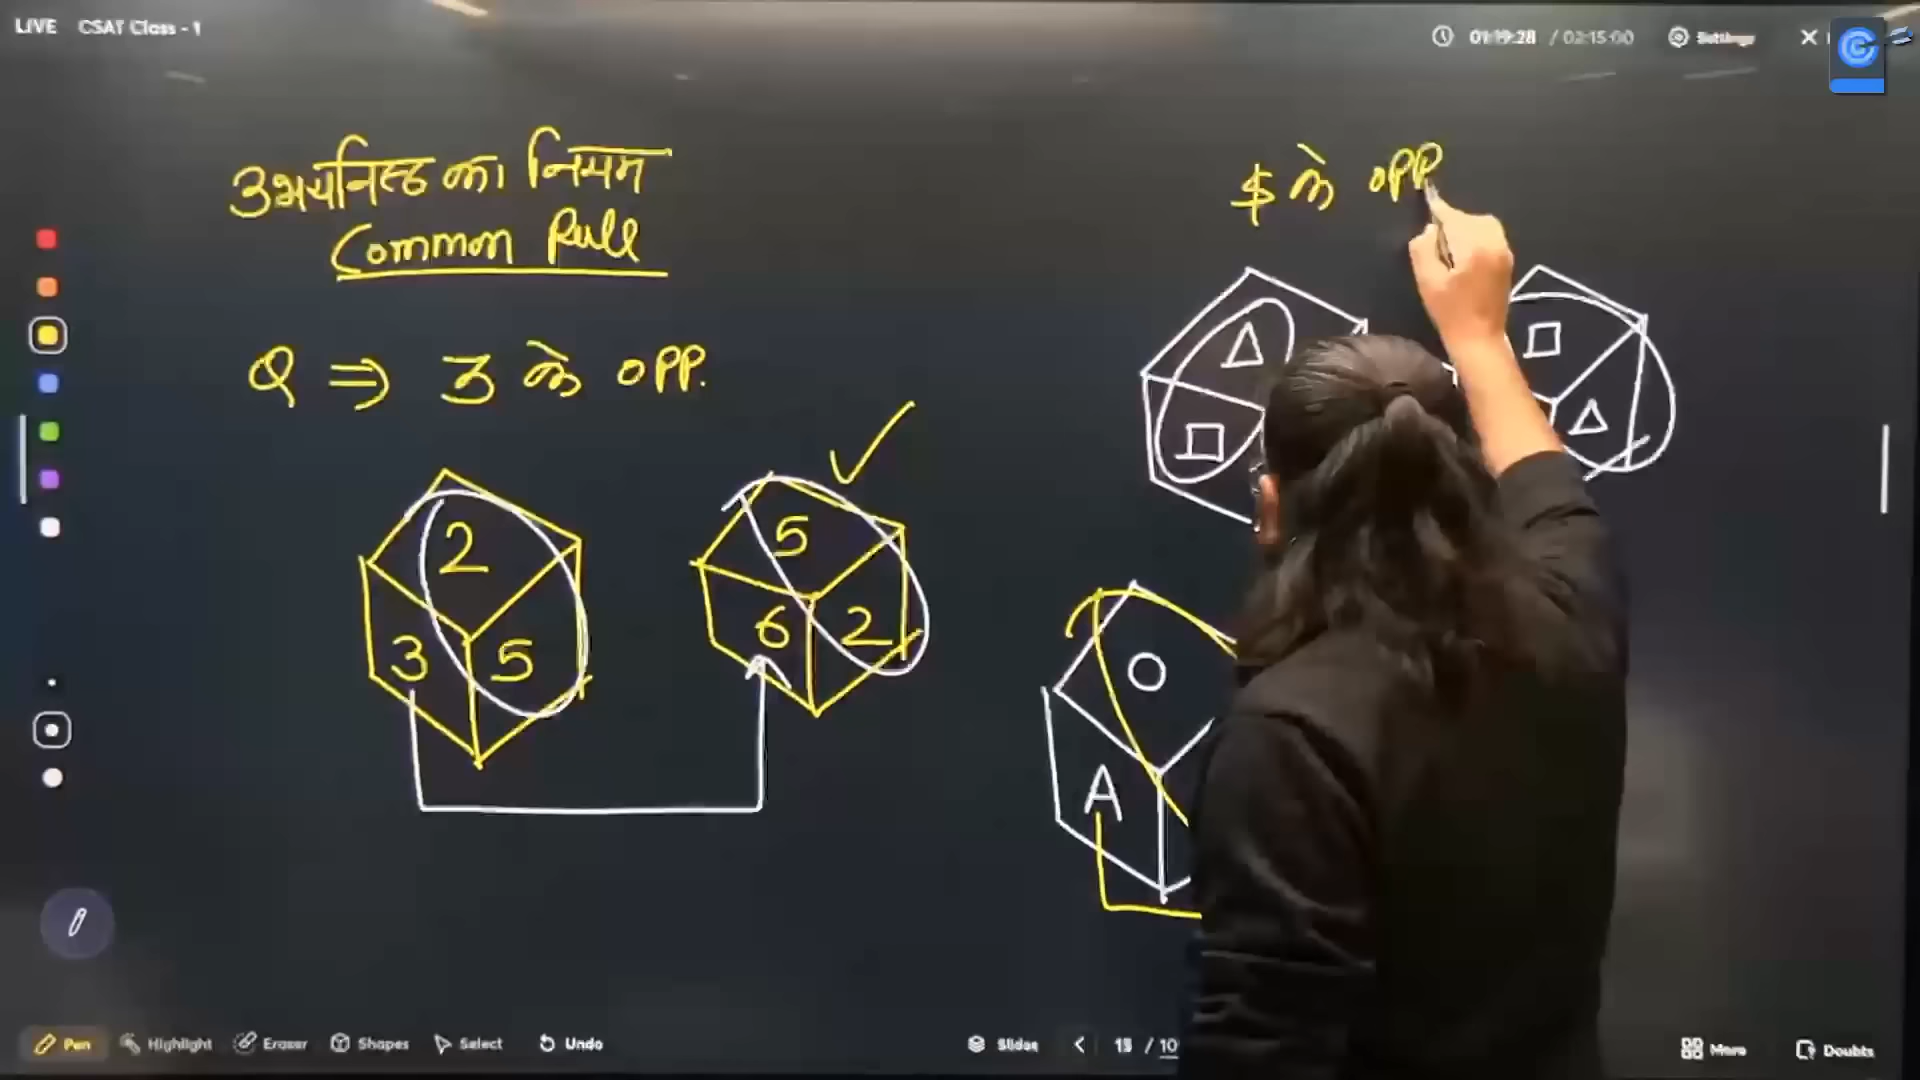 LIVE CSAT Class - 1
01:19:28 / 02:15:00 Settings
उभयनिष्ठ का नियम
Common Rule
Q ⇒ 3 के opp.
2
3 5
5
6 2
$ के opp
△
□
□
△
O
A
Pen Highlight Eraser Shapes Select Undo
Slides < 15 / 10
More Doubts